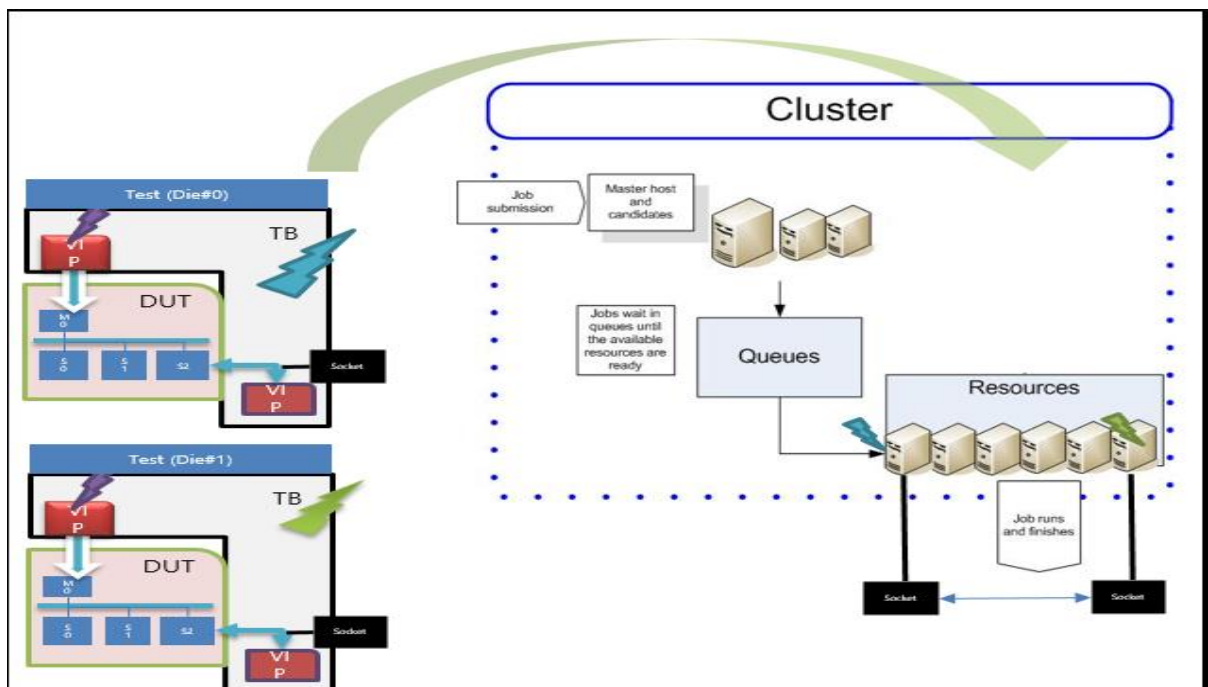 Cluster
Test (Die#0)
TB
VI
P
DUT
M
0
S
0
S
1
S2
Socket
VI
P
Job
submission
Master host
and
candidates
Jobs wait in
queues until
the available
resources are
ready
Queues
Resources
Job runs
and finishes
Socket
Socket
Test (Die#1)
TB
VI
P
DUT
M
0
S
0
S
1
S2
Socket
VI
P